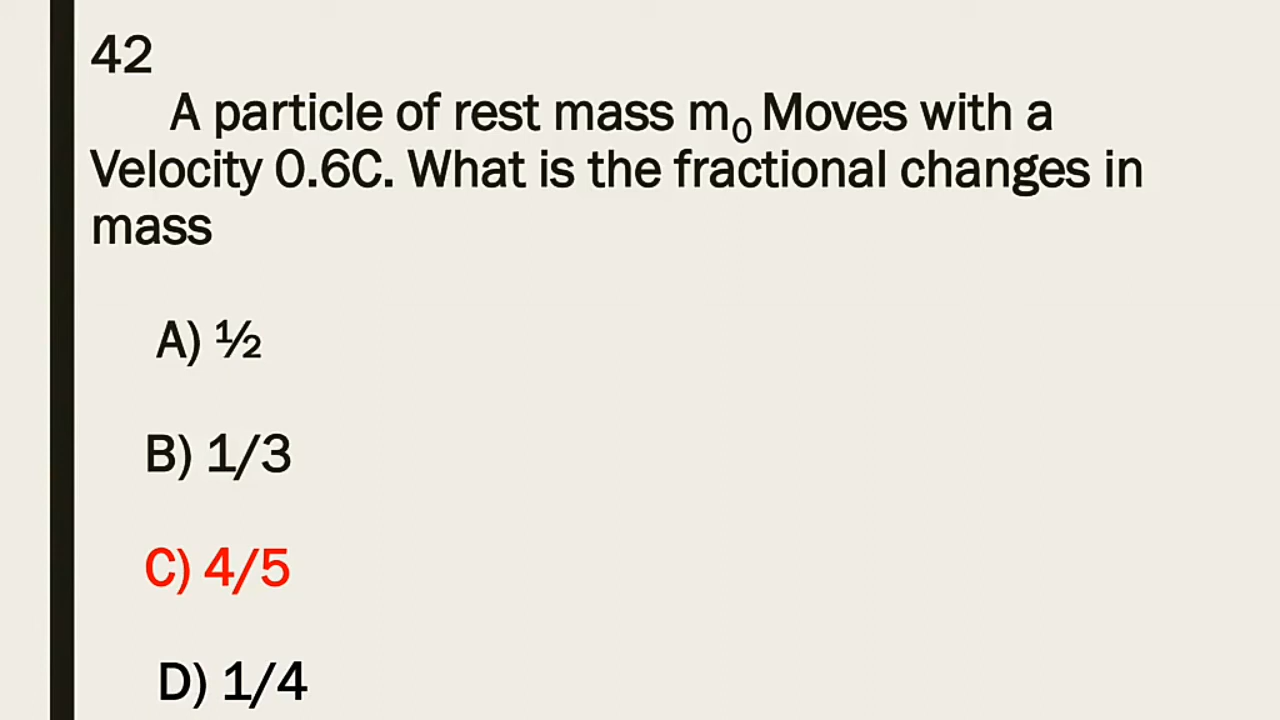 42
A particle of rest mass m₀ Moves with a
Velocity 0.6C. What is the fractional changes in
mass
A) ½
B) 1/3
C) 4/5
D) 1/4